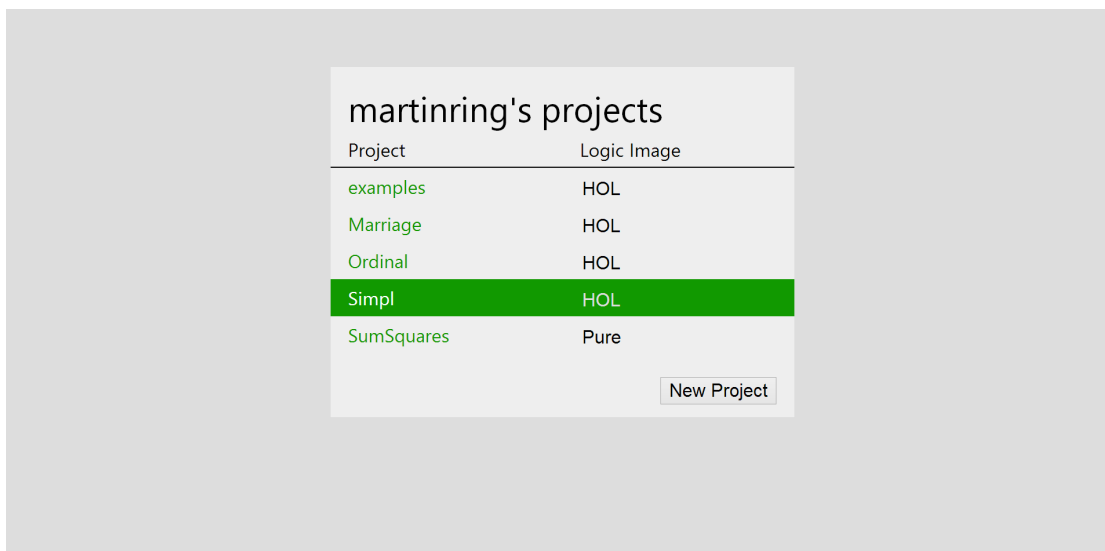 martinring's projects
Project Logic Image
examples HOL
Marriage HOL
Ordinal HOL
Simpl HOL
SumSquares Pure
New Project